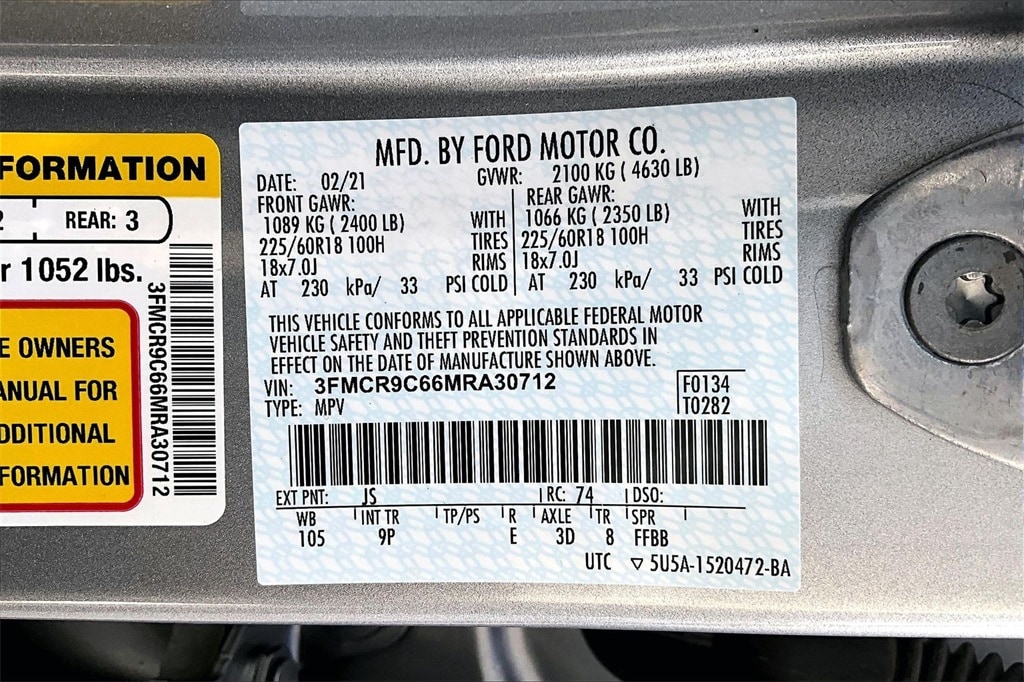 FORMATION
2 REAR: 3
r 1052 lbs.
E OWNERS
ANUAL FOR
DDITIONAL
FORMATION
3FMCR9C66MRA30712
MFD. BY FORD MOTOR CO.
DATE: 02/21 GVWR: 2100 KG ( 4630 LB)
FRONT GAWR: REAR GAWR:
1089 KG ( 2400 LB) WITH 1066 KG ( 2350 LB) WITH
225/60R18 100H TIRES 225/60R18 100H TIRES
18x7.0J RIMS 18x7.0J RIMS
AT 230 kPa/ 33 PSI COLD AT 230 kPa/ 33 PSI COLD
THIS VEHICLE CONFORMS TO ALL APPLICABLE FEDERAL MOTOR
VEHICLE SAFETY AND THEFT PREVENTION STANDARDS IN
EFFECT ON THE DATE OF MANUFACTURE SHOWN ABOVE.
VIN: 3FMCR9C66MRA30712 F0134
TYPE: MPV T0282
EXT PNT: JS RC: 74 DSO:
WB INT TR TP/PS R AXLE TR SPR
105 9P E 3D 8 FFBB
UTC ▽ 5U5A-1520472-BA